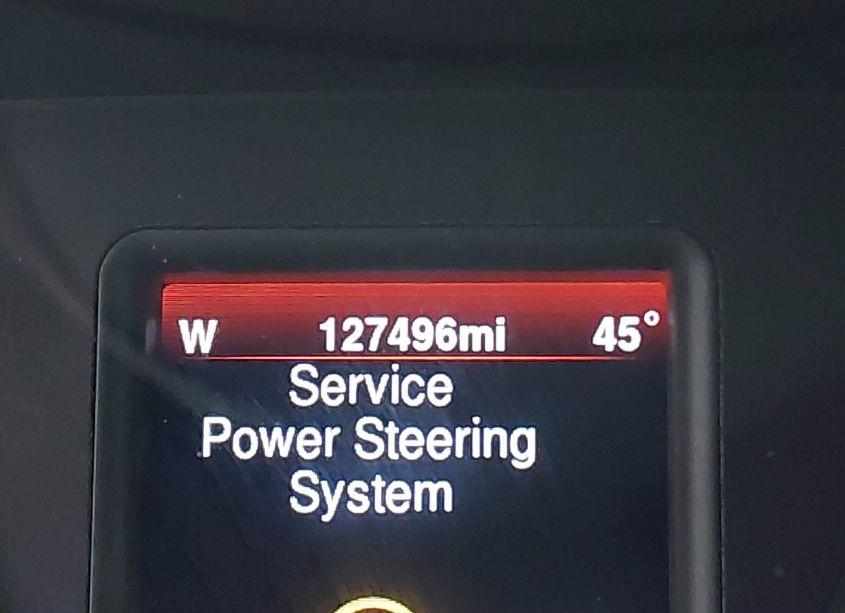 W 127496mi 45°
Service
Power Steering
System